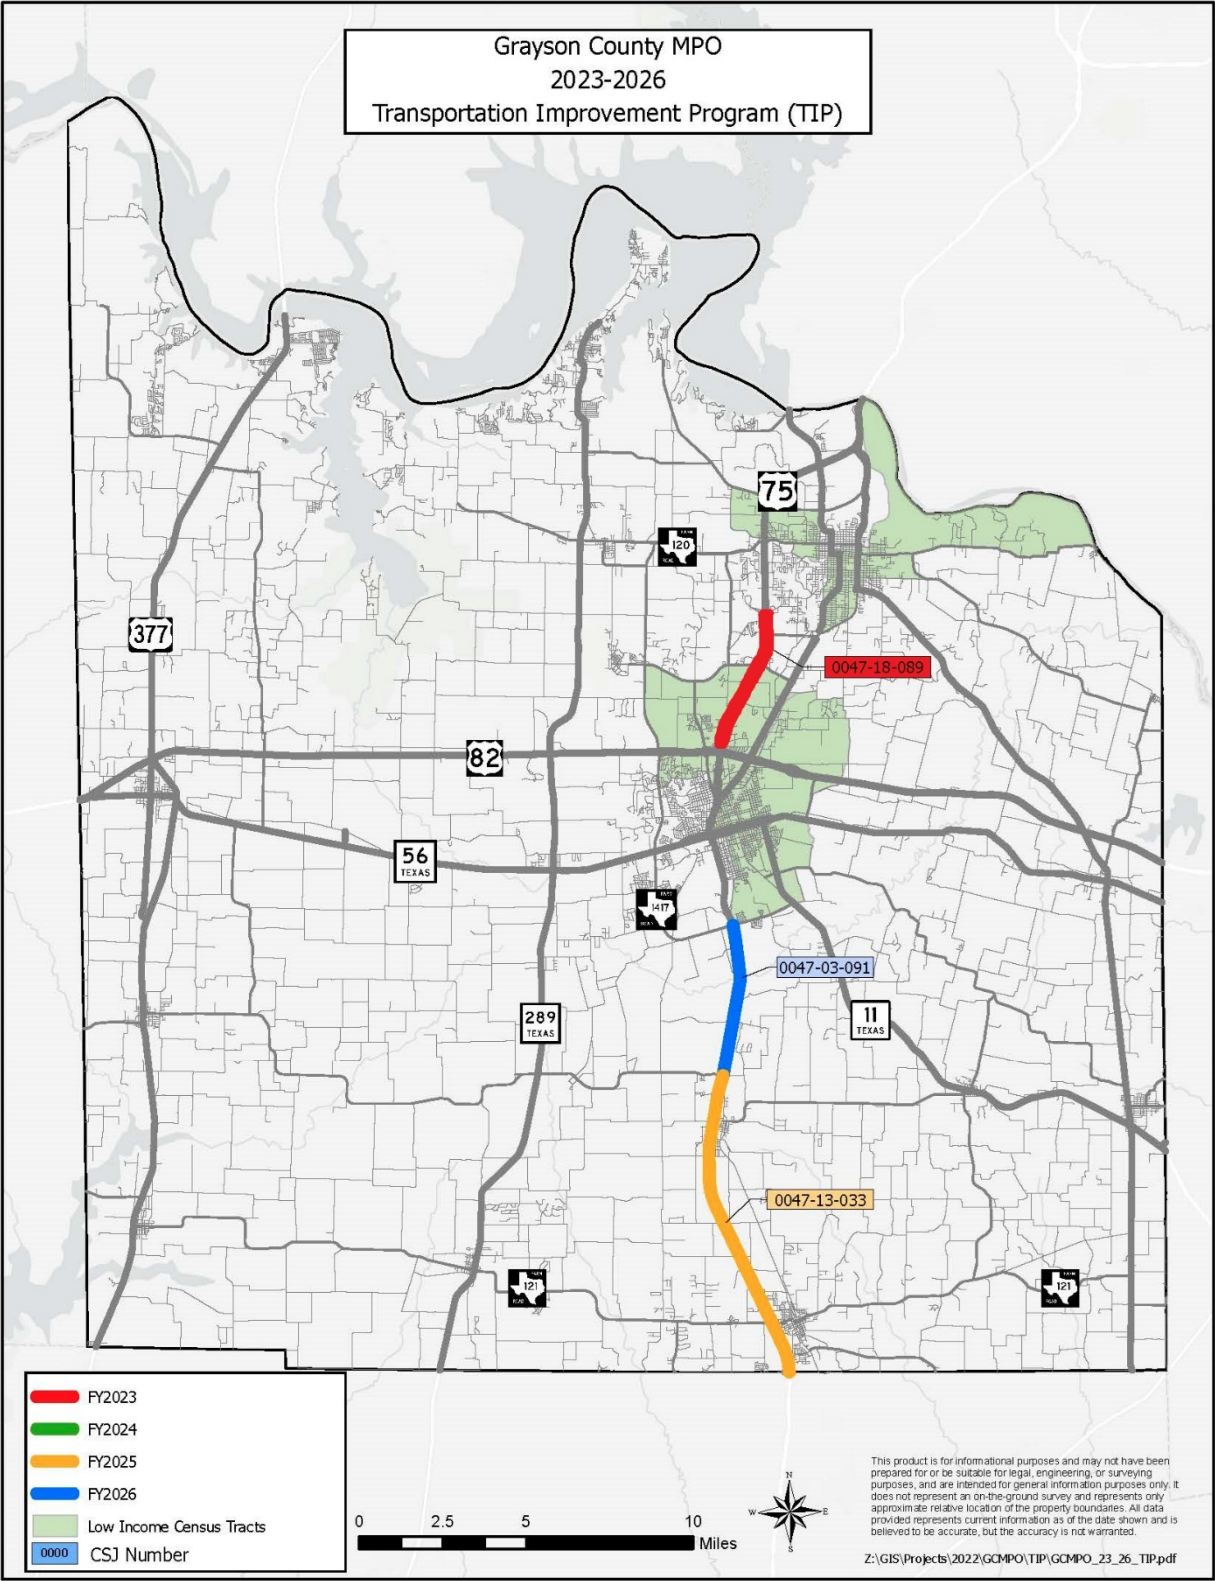 Grayson County MPO
2023-2026
Transportation Improvement Program (TIP)
75
120
377
0047-18-089
82
56
TEXAS
1417
0047-03-091
289
TEXAS
11
TEXAS
0047-13-033
121
121
FY2023
FY2024
FY2025
FY2026
Low Income Census Tracts
0000 CSJ Number
0 2.5 5 10
Miles
N
W E
S
This product is for informational purposes and may not have been
prepared for or be suitable for legal, engineering, or surveying
purposes, and are intended for general information purposes only. It
does not represent an on-the-ground survey and represents only
approximate relative location of the property boundaries. All data
provided represents current information as of the date shown and is
believed to be accurate, but the accuracy is not warranted.
Z:\GIS\Projects\2022\GCMPO\TIP\GCMPO_23_26_TIP.pdf